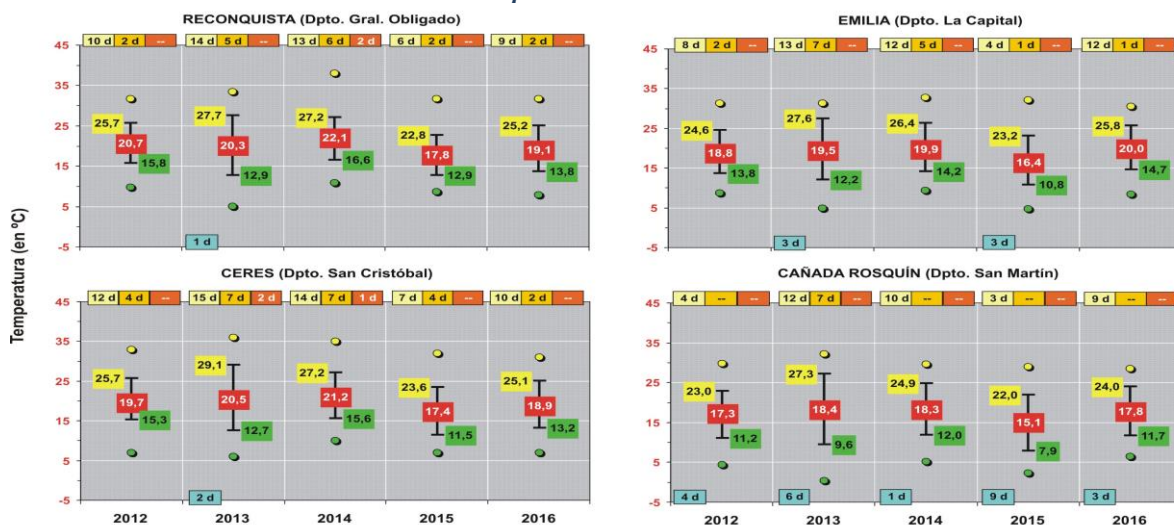 RECONQUISTA (Dpto. Gral. Obligado)
10 d 2 d -- 14 d 5 d -- 13 d 6 d 2 d 6 d 2 d -- 9 d 2 d --
45
35
25
15
5
-5
25,7 20,7 15,8
27,7 20,3 12,9
27,2 22,1 16,6
22,8 17,8 12,9
25,2 19,1 13,8
1 d
EMILIA (Dpto. La Capital)
8 d 2 d -- 13 d 7 d -- 12 d 5 d -- 4 d 1 d -- 12 d 1 d --
45
35
25
15
5
-5
24,6 18,8 13,8
27,6 19,5 12,2
26,4 19,9 14,2
23,2 16,4 10,8
25,8 20,0 14,7
3 d 3 d
Temperatura (en ºC)
CERES (Dpto. San Cristóbal)
12 d 4 d -- 15 d 7 d 2 d 14 d 7 d 1 d 7 d 4 d -- 10 d 2 d --
45
35
25
15
5
-5
25,7 19,7 15,3
29,1 20,5 12,7
27,2 21,2 15,6
23,6 17,4 11,5
25,1 18,9 13,2
2 d
2012 2013 2014 2015 2016
CAÑADA ROSQUÍN (Dpto. San Martín)
4 d -- -- 12 d 7 d -- 10 d -- -- 3 d -- -- 9 d -- --
45
35
25
15
5
-5
23,0 17,3 11,2
27,3 18,4 9,6
24,9 18,3 12,0
22,0 15,1 7,9
24,0 17,8 11,7
4 d 6 d 1 d 9 d 3 d
2012 2013 2014 2015 2016